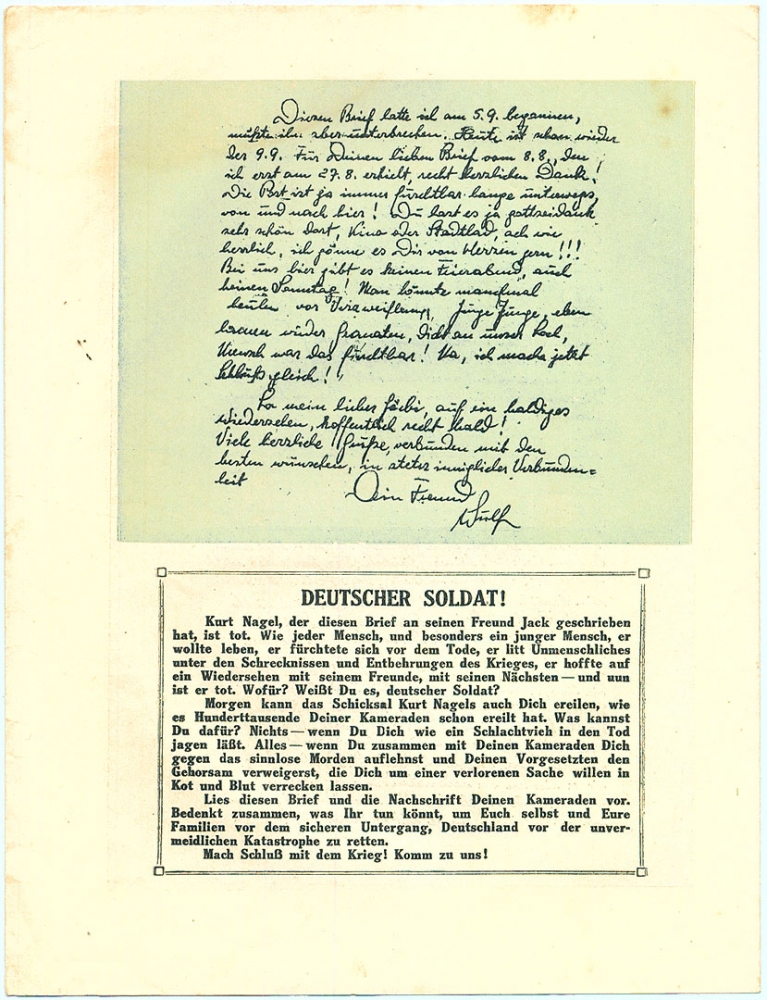 Diesen Brief hatte ich am 5.9. begonnen,
mußte ihn aber unterbrechen. Heute ist schon wieder
der 9.9. Für Deinen lieben Brief vom 8.8., den
ich erst am 27.8. erhielt, recht herzlichen Dank!
Die Post ist ja immer furchtbar lange unterwegs,
von und nach hier! Du hast es ja gottseidank
sehr schön dort, Kino oder Stadtbad, ach wie
herrlich, ich gönne es Dir von Herzen gern!!!
Bei uns hier gibt es keinen Feierabend, auch
keinen Samstag! Man könnte manchmal
heulen vor Verzweiflung, Junge Junge, eben
wieder Granaten, dicht an unser Loch,
Mensch war das furchtbar! Na, ich mache jetzt
Schluß gleich!
So mein lieber auf ein baldiges
Wiedersehen, hoffentlich recht bald!
Viele herzliche Grüße, verbunden mit den
besten Wünschen, in steter inniglicher Verbunden=
heit
Dein Freund
DEUTSCHER SOLDAT!
Kurt Nagel, der diesen Brief an seinen Freund Jack geschrieben
hat, ist tot. Wie jeder Mensch, und besonders ein junger Mensch, er
wollte leben, er fürchtete sich vor dem Tode, er litt Unmenschliches
unter den Schrecknissen und Entbehrungen des Krieges, er hoffte auf
ein Wiedersehen mit seinem Freunde, mit seinen Nächsten — und nun
ist er tot. Wofür? Weißt Du es, deutscher Soldat?
Morgen kann das Schicksal Kurt Nagels auch Dich ereilen, wie
es Hunderttausende Deiner Kameraden schon ereilt hat. Was kannst
Du dafür? Nichts — wenn Du Dich wie ein Schlachtvieh in den Tod
jagen läßt. Alles — wenn Du zusammen mit Deinen Kameraden Dich
gegen das sinnlose Morden auflehnst und Deinen Vorgesetzten den
Gehorsam verweigerst, die Dich um einer verlorenen Sache willen in
Kot und Blut verrecken lassen.
Lies diesen Brief und die Nachschrift Deinen Kameraden vor.
Bedenkt zusammen, was Ihr tun könnt, um Euch selbst und Eure
Familien vor dem sicheren Untergang, Deutschland vor der unver-
meidlichen Katastrophe zu retten.
Mach Schluß mit dem Krieg! Komm zu uns!